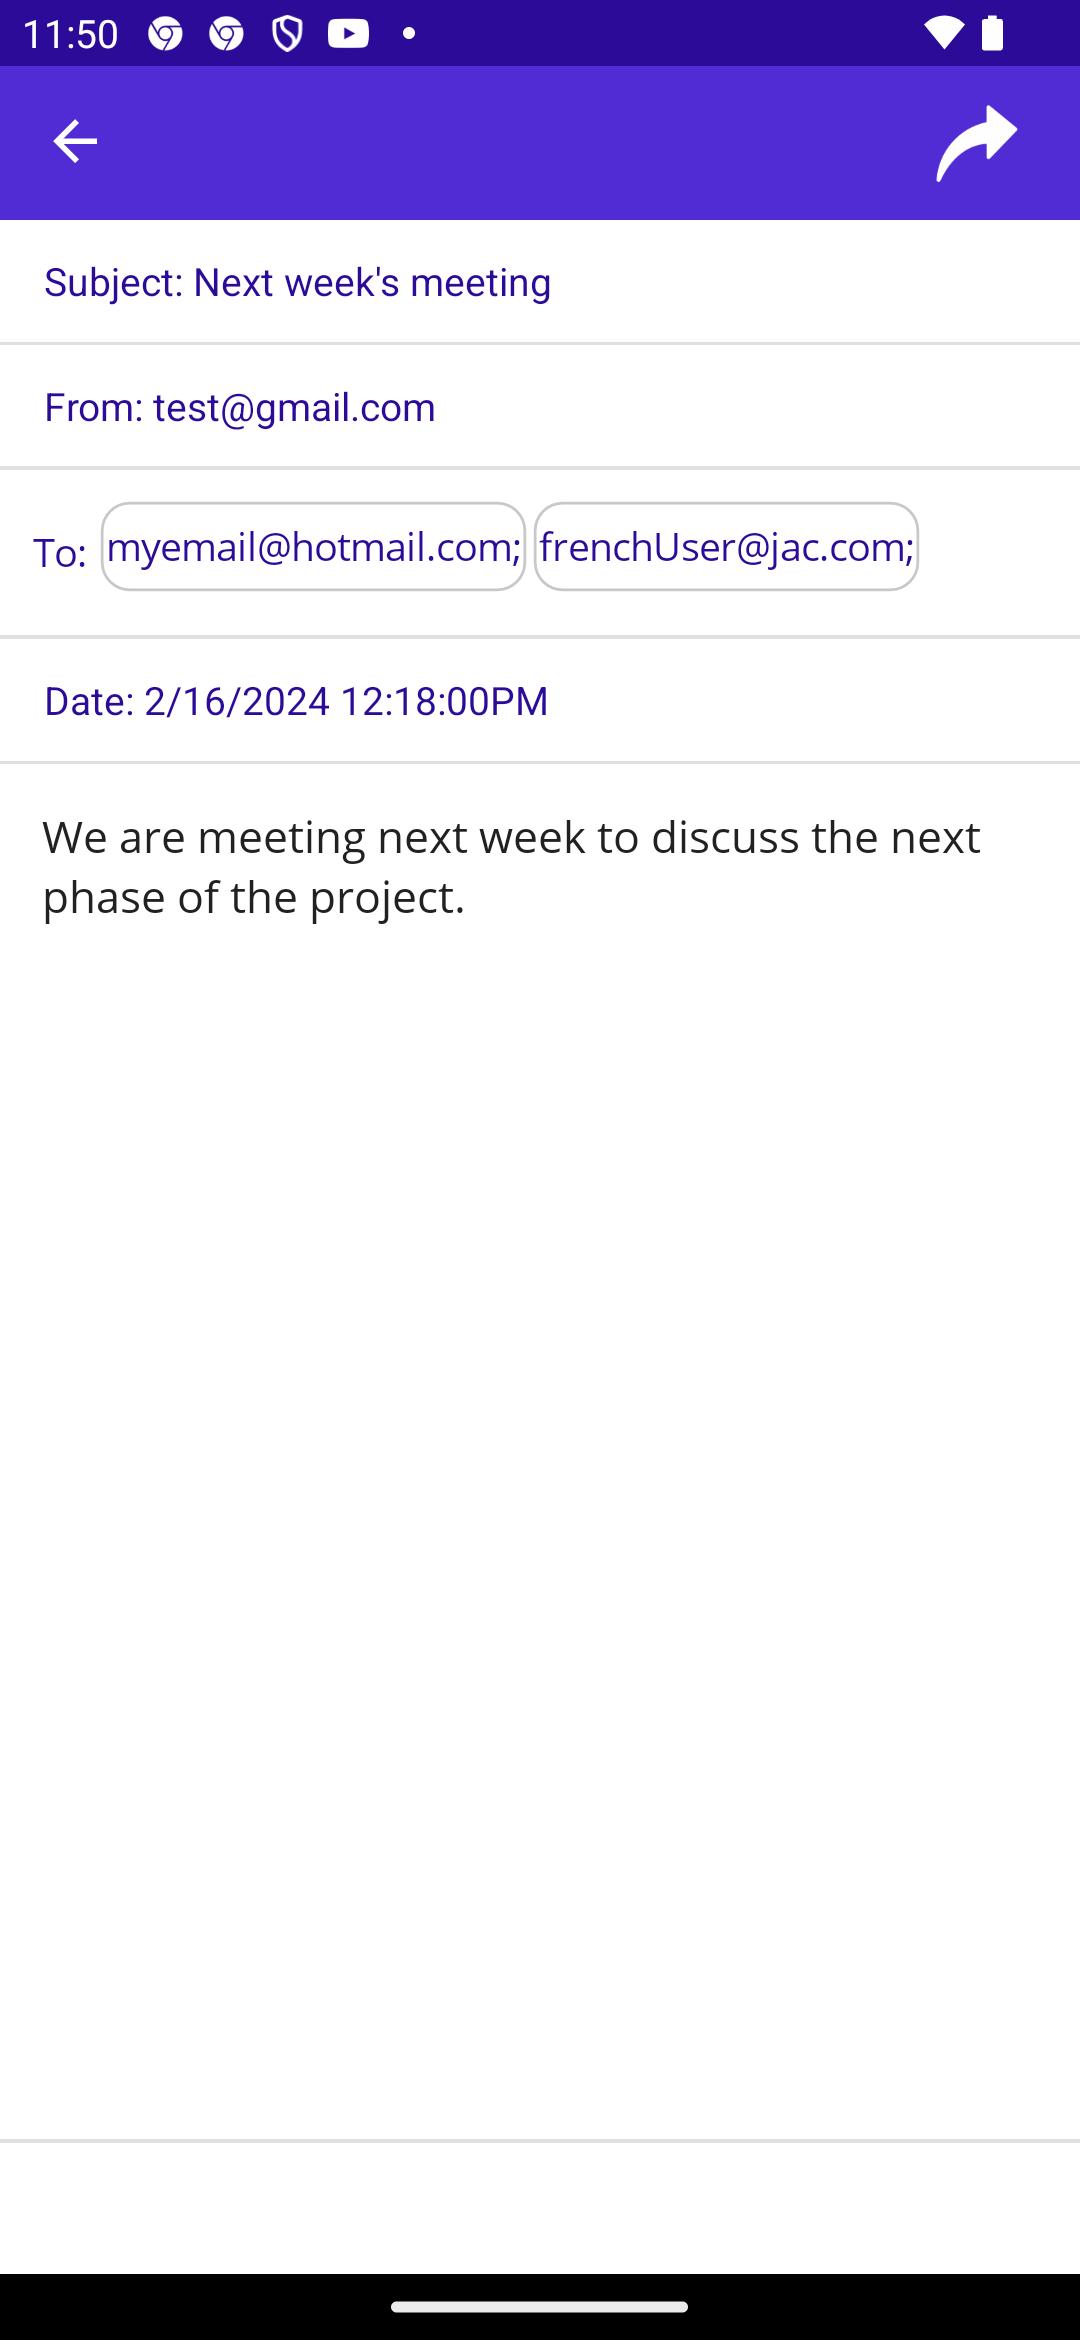 11:50
Subject: Next week's meeting
From: test@gmail.com
To: myemail@hotmail.com; frenchUser@jac.com;
Date: 2/16/2024 12:18:00PM
We are meeting next week to discuss the next
phase of the project.